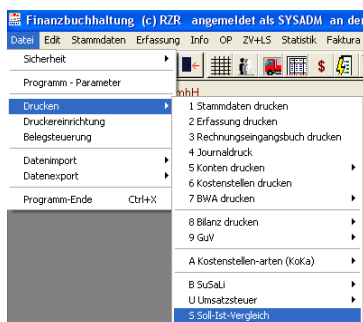 Finanzbuchhaltung (c) RZR angemeldet als SYSADM an der
Datei Edit Stammdaten Erfassung Info OP ZV+LS Statistik Faktura
Sicherheit
Programm - Parameter
Drucken
Druckereinrichtung
Belegsteuerung
Datenimport
Datenexport
Programm-Ende Ctrl+X
mbH
1 Stammdaten drucken
2 Erfassung drucken
3 Rechnungseingangsbuch drucken
4 Journaldruck
5 Konten drucken
6 Kostenstellen drucken
7 BWA drucken
8 Bilanz drucken
9 GuV
A Kostenstellen-arten (KoKa)
B SuSaLi
U Umsatzsteuer
S Soll-Ist-Vergleich